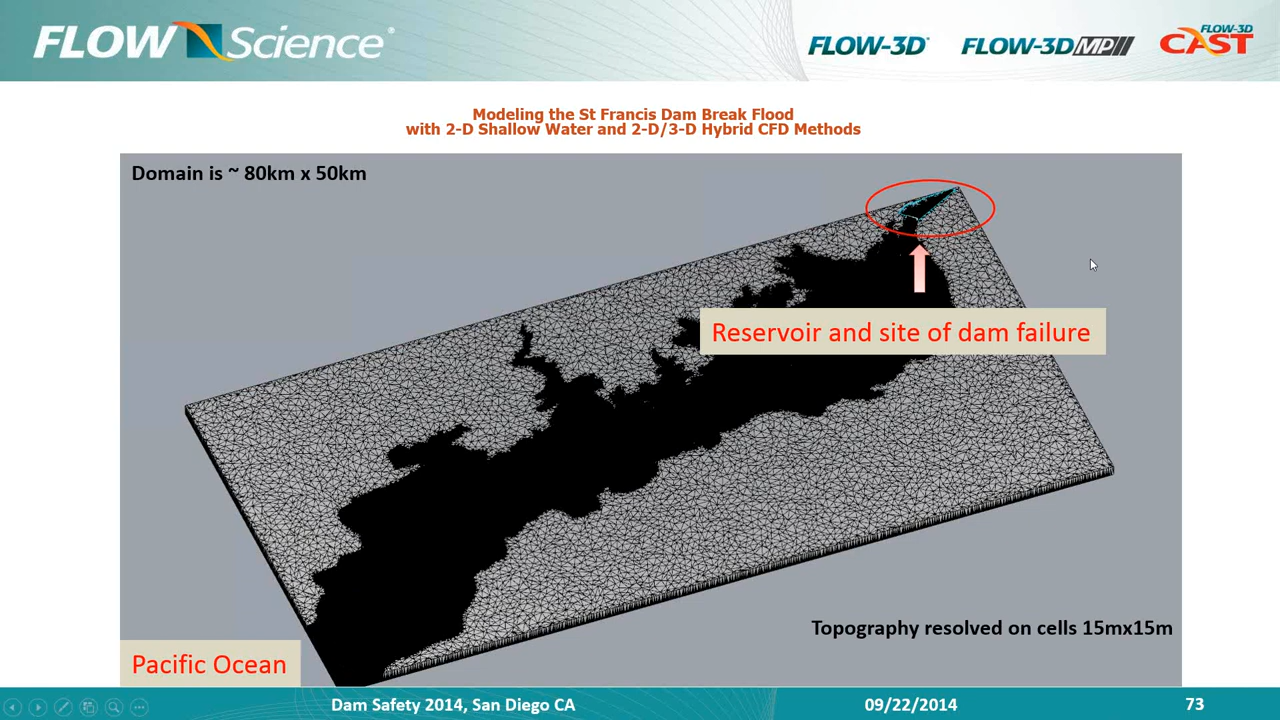 FLOW Science
FLOW-3D
FLOW-3D MP
FLOW-3D
CAST
Modeling the St Francis Dam Break Flood
with 2-D Shallow Water and 2-D/3-D Hybrid CFD Methods
Domain is ~ 80km x 50km
Reservoir and site of dam failure
Topography resolved on cells 15mx15m
Pacific Ocean
Dam Safety 2014, San Diego CA 09/22/2014 73